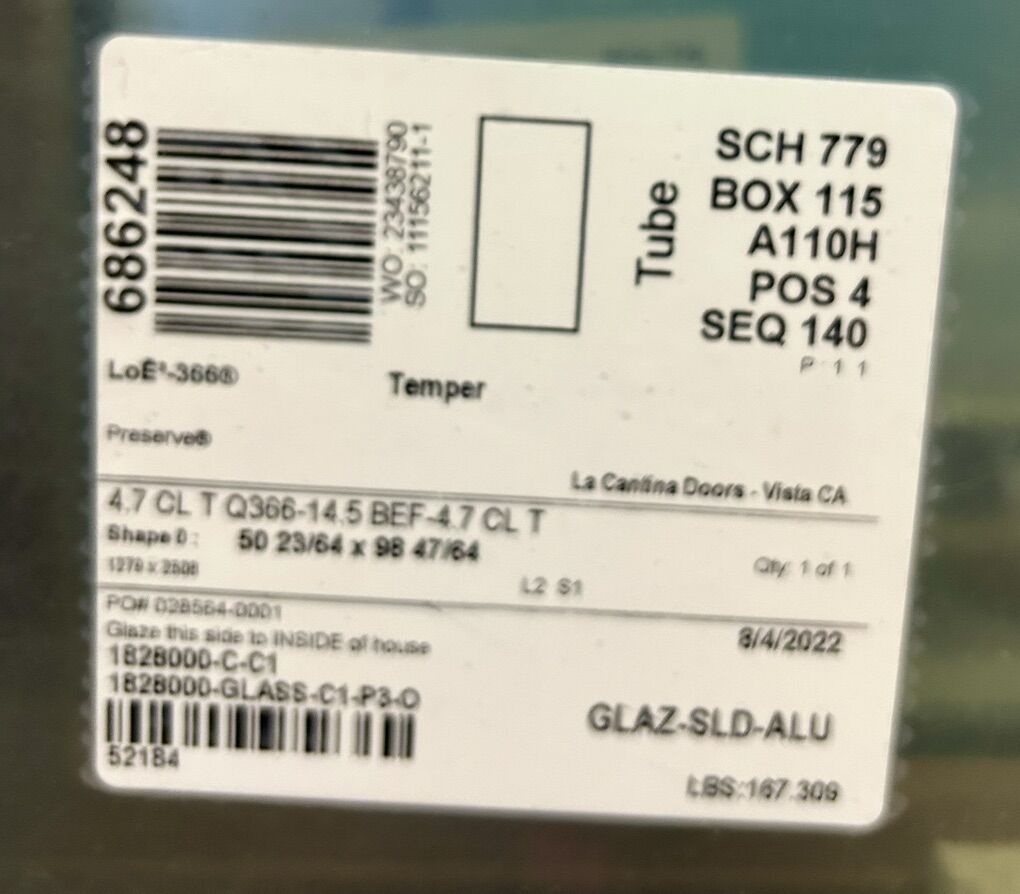 686248
WO: 23438790
SO: 111562111-1
Tube
SCH 779
BOX 115
A110H
POS 4
SEQ 140
P 1 1
LoĒ³-366®
Temper
Preserve®
La Cantina Doors - Vista CA
4.7 CL T Q366-14.5 BEF-4.7 CL T
Shape 0: 50 23/64 x 98 47/64
Qty: 1 of 1
1279 x 2508
L2 S1
PO# 028564-0001
Glaze this side to INSIDE of house
8/4/2022
1828000-C-C1
1828000-GLASS-C1-P3-O
GLAZ-SLD-ALU
52184
LBS:167.309